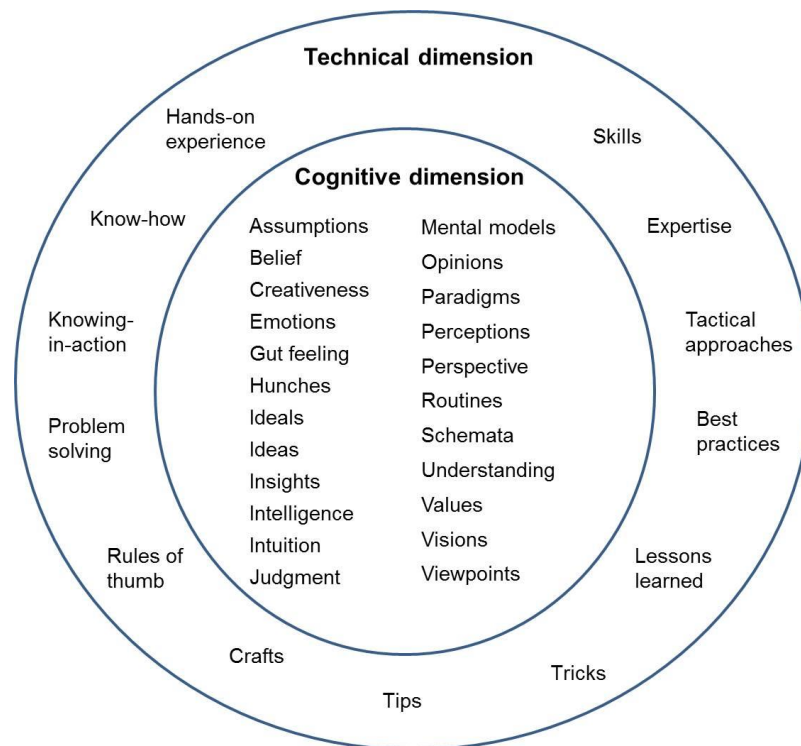 Technical dimension
Hands-on
experience
Skills
Know-how
Expertise
Knowing-
in-action
Tactical
approaches
Problem
solving
Best
practices
Rules of
thumb
Lessons
learned
Crafts
Tips
Tricks
Cognitive dimension
Assumptions
Belief
Creativeness
Emotions
Gut feeling
Hunches
Ideals
Ideas
Insights
Intelligence
Intuition
Judgment
Mental models
Opinions
Paradigms
Perceptions
Perspective
Routines
Schemata
Understanding
Values
Visions
Viewpoints